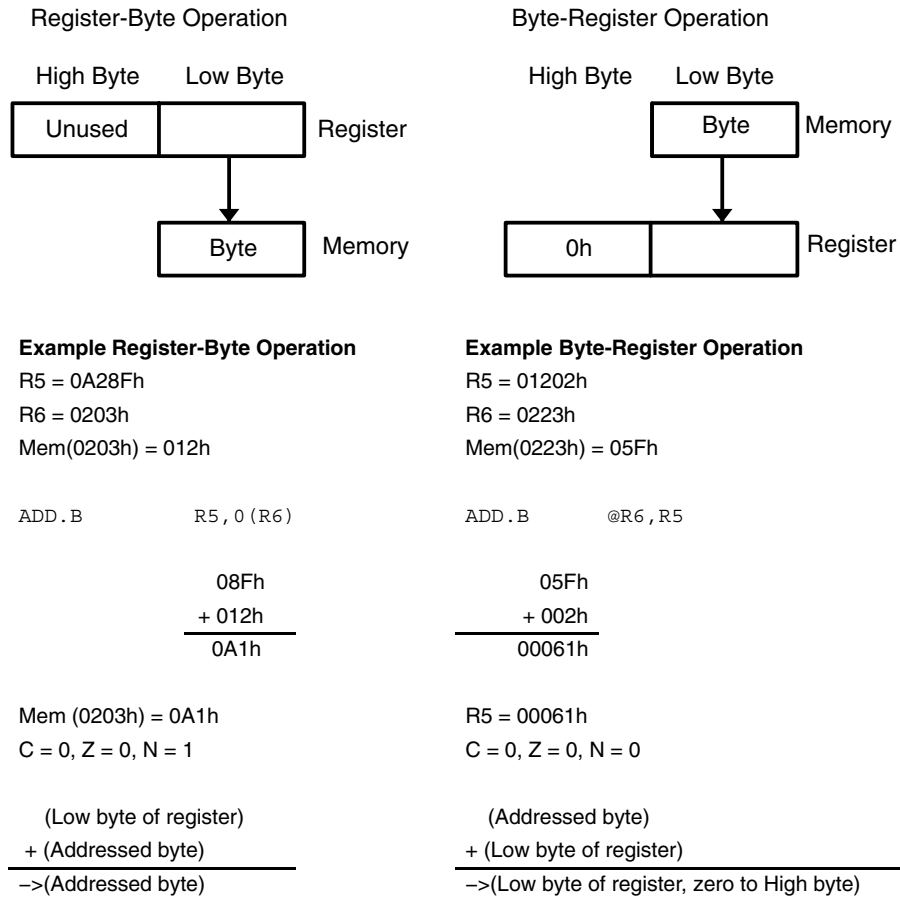 Register-Byte Operation
High Byte Low Byte
Unused
Register
Byte
Memory
Example Register-Byte Operation
R5 = 0A28Fh
R6 = 0203h
Mem(0203h) = 012h
ADD.B R5,0(R6)
08Fh
+ 012h
0A1h
Mem (0203h) = 0A1h
C = 0, Z = 0, N = 1
(Low byte of register)
+ (Addressed byte)
–>(Addressed byte)
Byte-Register Operation
High Byte Low Byte
Byte
Memory
0h
Register
Example Byte-Register Operation
R5 = 01202h
R6 = 0223h
Mem(0223h) = 05Fh
ADD.B @R6,R5
05Fh
+ 002h
00061h
R5 = 00061h
C = 0, Z = 0, N = 0
(Addressed byte)
+ (Low byte of register)
–>(Low byte of register, zero to High byte)